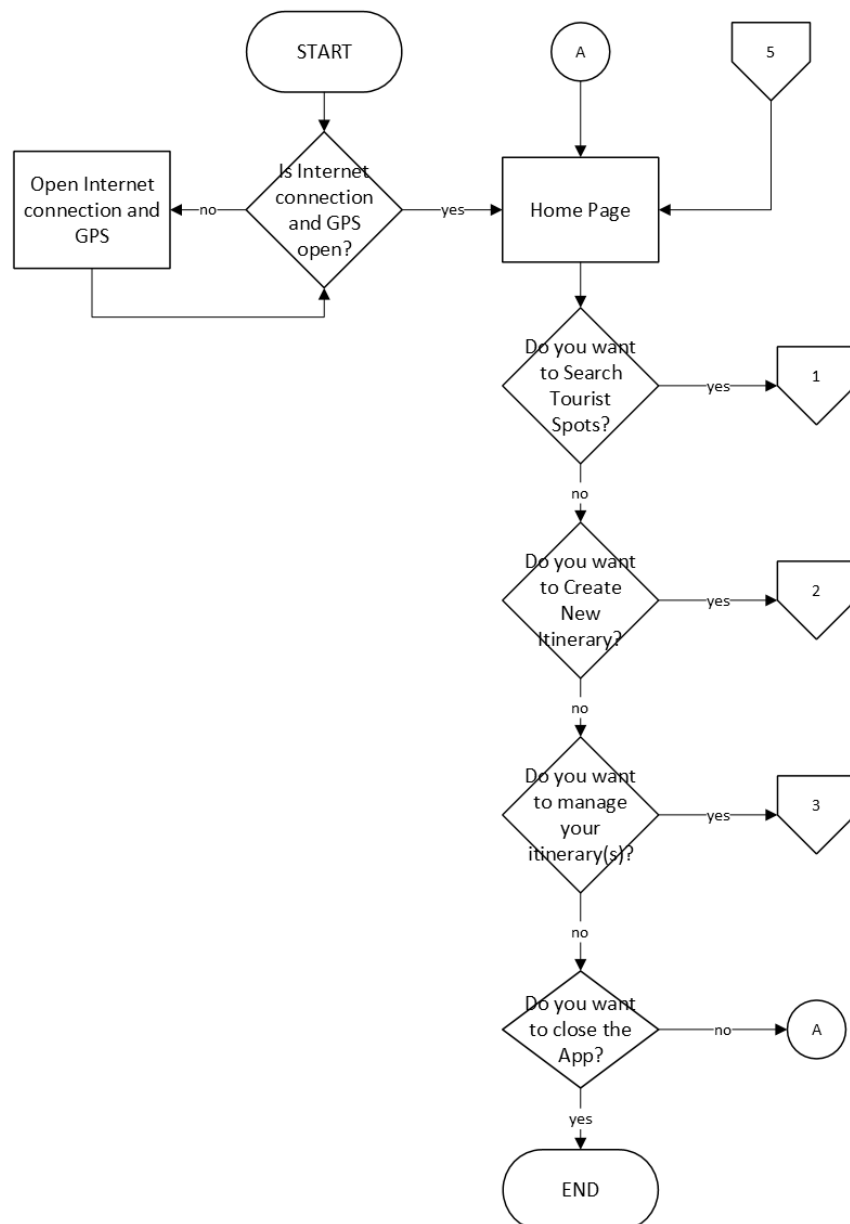 START
A
5
Is Internet
connection
and GPS
open?
Open Internet
connection and
GPS
no
yes
Home Page
Do you want
to Search
Tourist
Spots?
yes
1
no
Do you want
to Create
New
Itinerary?
yes
2
no
Do you want
to manage
your
itinerary(s)?
yes
3
no
Do you want
to close the
App?
no
A
yes
END